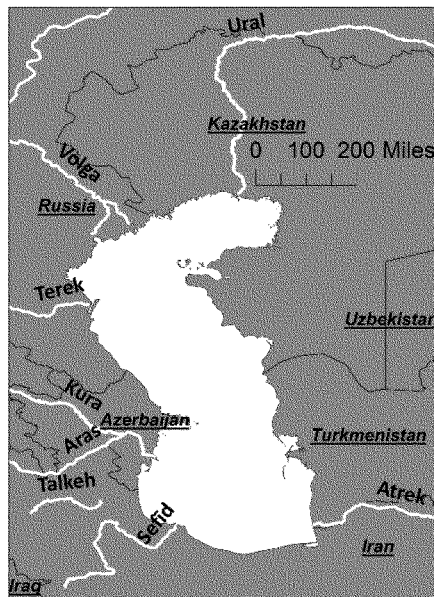 Ural
Kazakhstan
0 100 200 Miles
Volga
Russia
Terek
Uzbekistan
Kura
Azerbaijan
Aras
Turkmenistan
Talkeh
Atrek
Sefid
Iran
Iraq